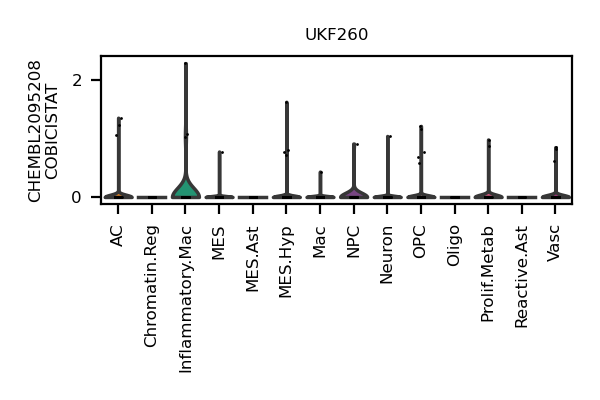 UKF260
CHEMBL2095208
COBICISTAT
2
0
AC
Chromatin.Reg
Inflammatory.Mac
MES
MES.Ast
MES.Hyp
Mac
NPC
Neuron
OPC
Oligo
Prolif.Metab
Reactive.Ast
Vasc